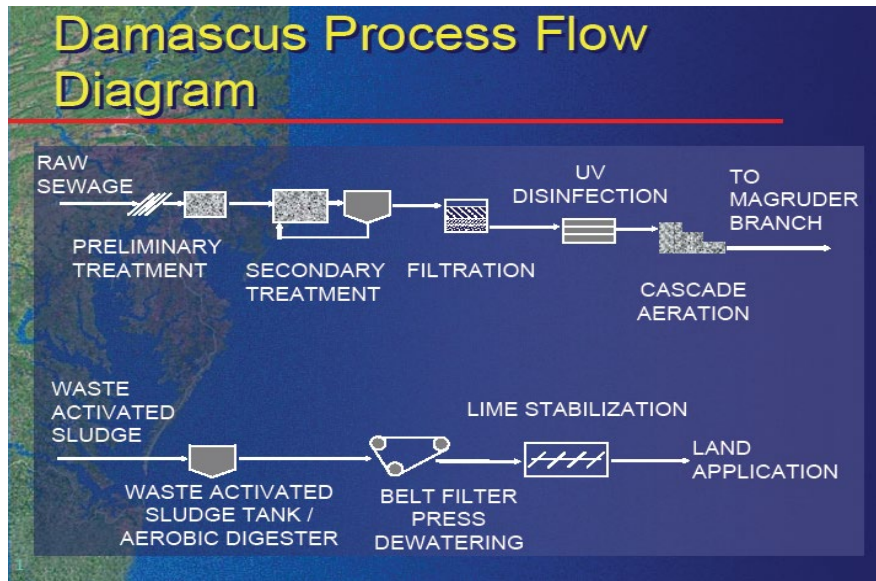 Damascus Process Flow
Diagram
RAW
SEWAGE
PRELIMINARY
TREATMENT
SECONDARY
TREATMENT
FILTRATION
UV
DISINFECTION
CASCADE
AERATION
TO
MAGRUDER
BRANCH
WASTE
ACTIVATED
SLUDGE
WASTE ACTIVATED
SLUDGE TANK /
AEROBIC DIGESTER
BELT FILTER
PRESS
DEWATERING
LIME STABILIZATION
LAND
APPLICATION
1